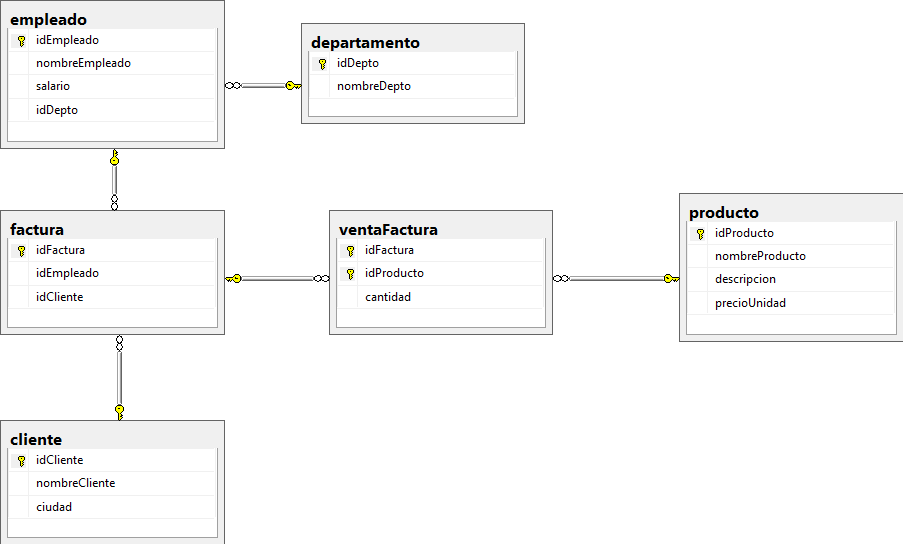 empleado
idEmpleado
nombreEmpleado
salario
idDepto
departamento
idDepto
nombreDepto
factura
idFactura
idEmpleado
idCliente
ventaFactura
idFactura
idProducto
cantidad
producto
idProducto
nombreProducto
descripcion
precioUnidad
cliente
idCliente
nombreCliente
ciudad